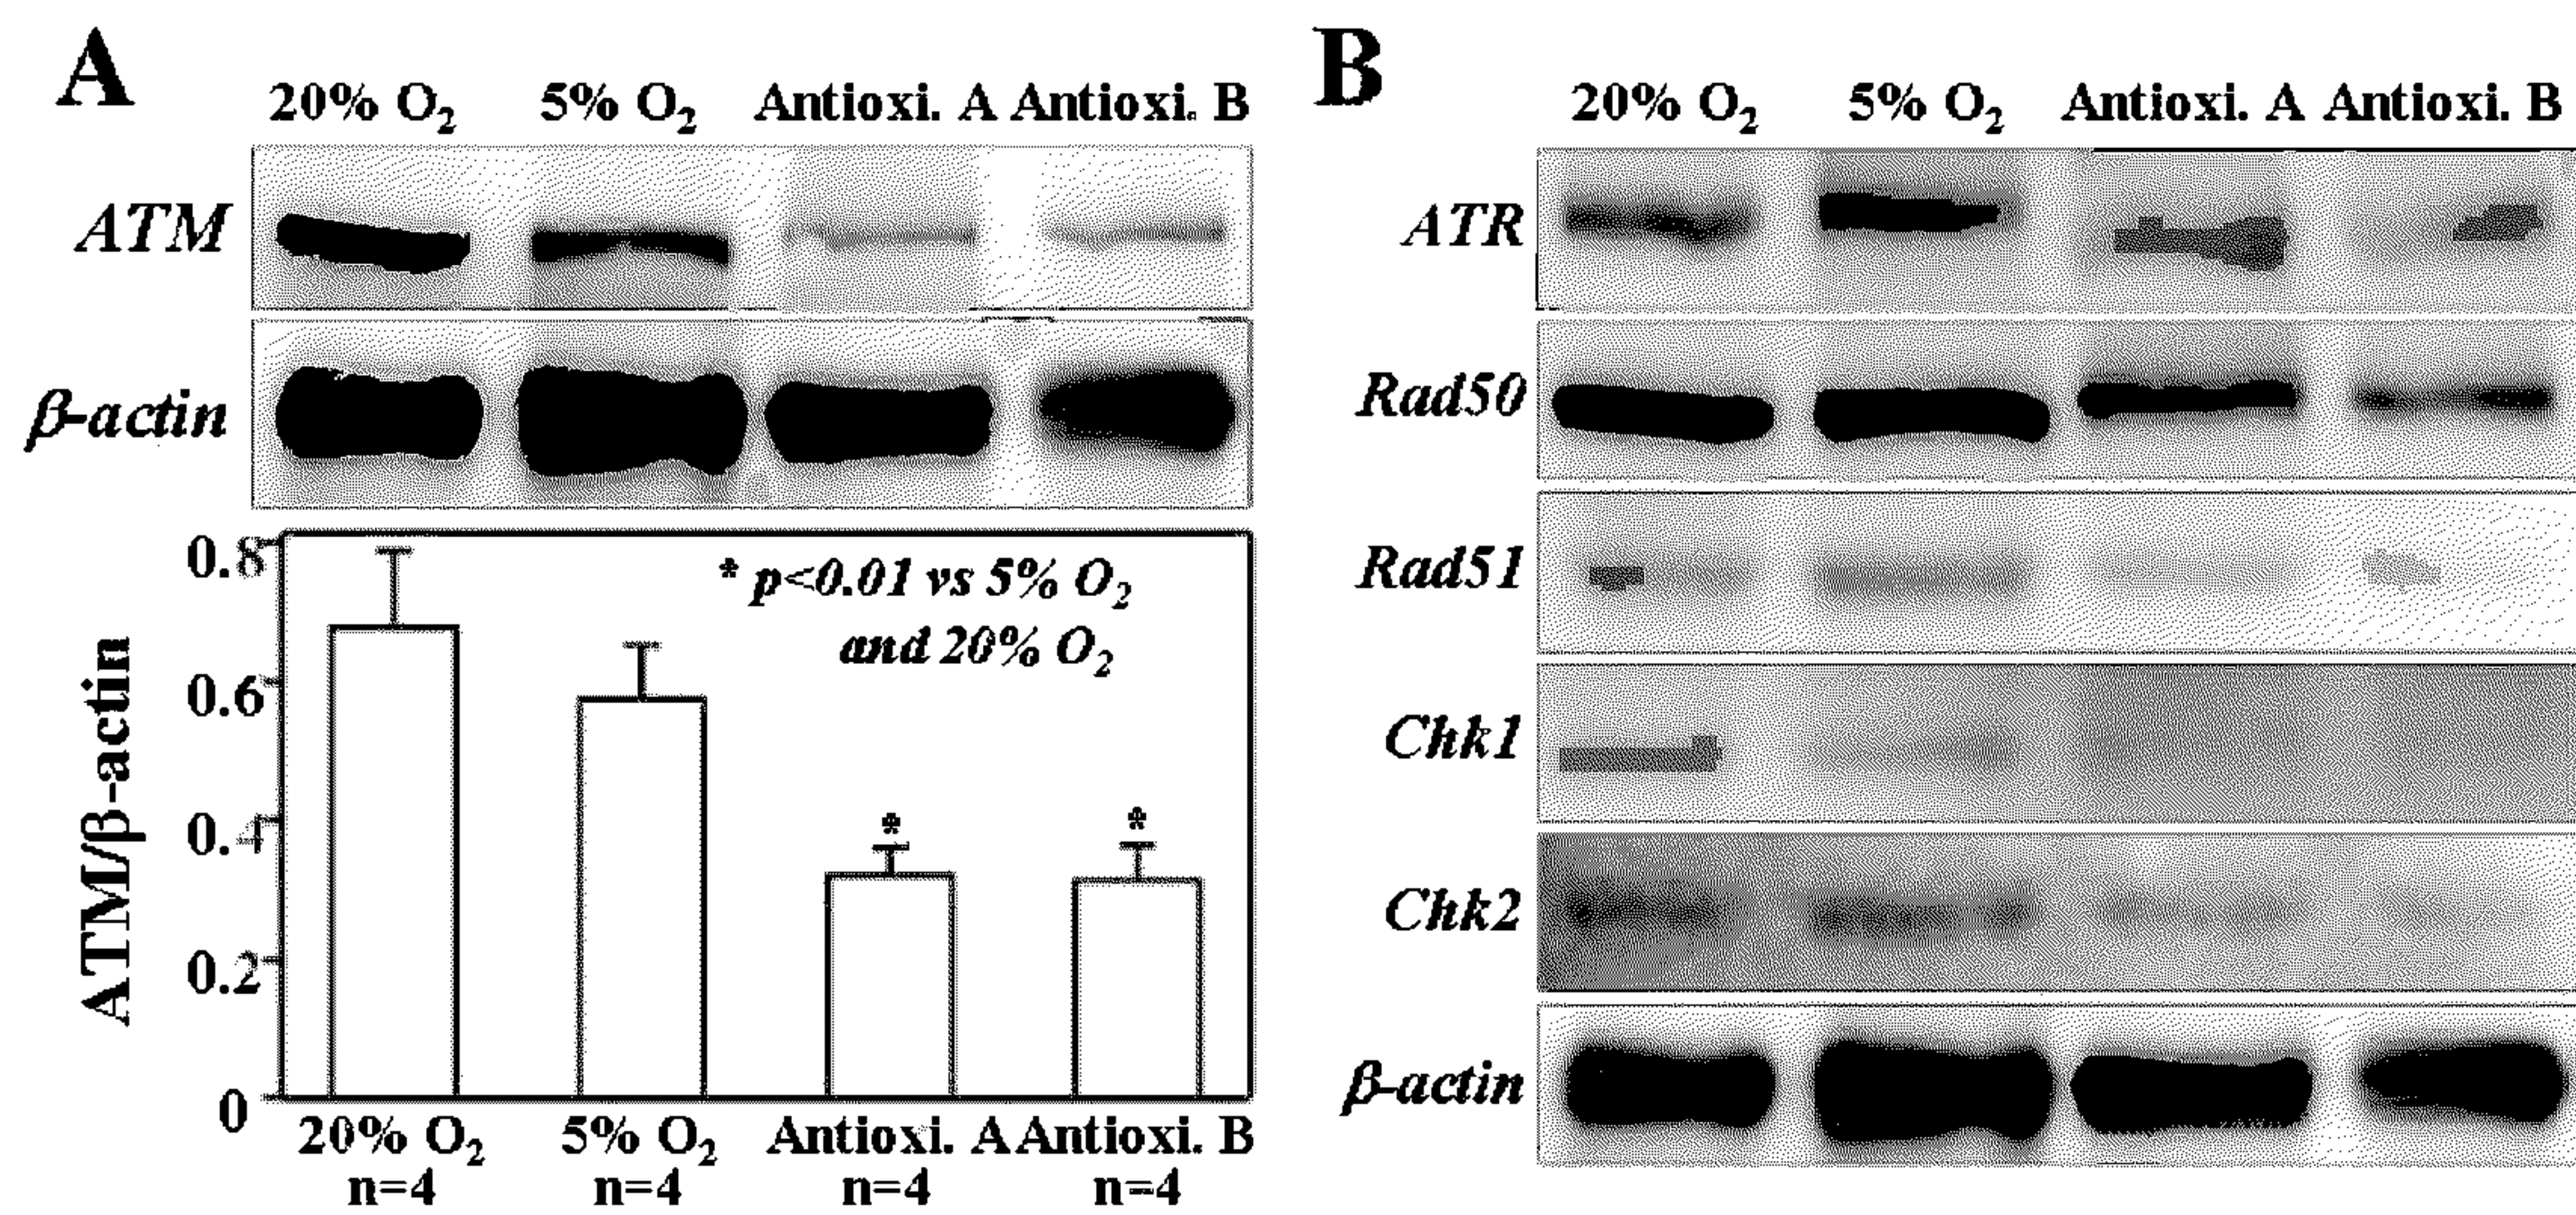 A
20% O₂ 5% O₂ Antioxi. A Antioxi. B
ATM
β-actin
ATM/β-actin
0.8
0.6
0.4
0.2
0
* p<0.01 vs 5% O₂
and 20% O₂
*
*
20% O₂ 5% O₂ Antioxi. A Antioxi. B
n=4 n=4 n=4 n=4
B
20% O₂ 5% O₂ Antioxi. A Antioxi. B
ATR
Rad50
Rad51
Chk1
Chk2
β-actin